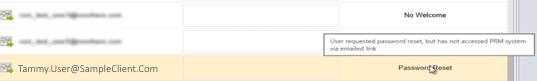 No Welcome
User requested password reset, but has not accessed PRM system
via emailed link
Tammy.User@SampleClient.Com
Password Reset